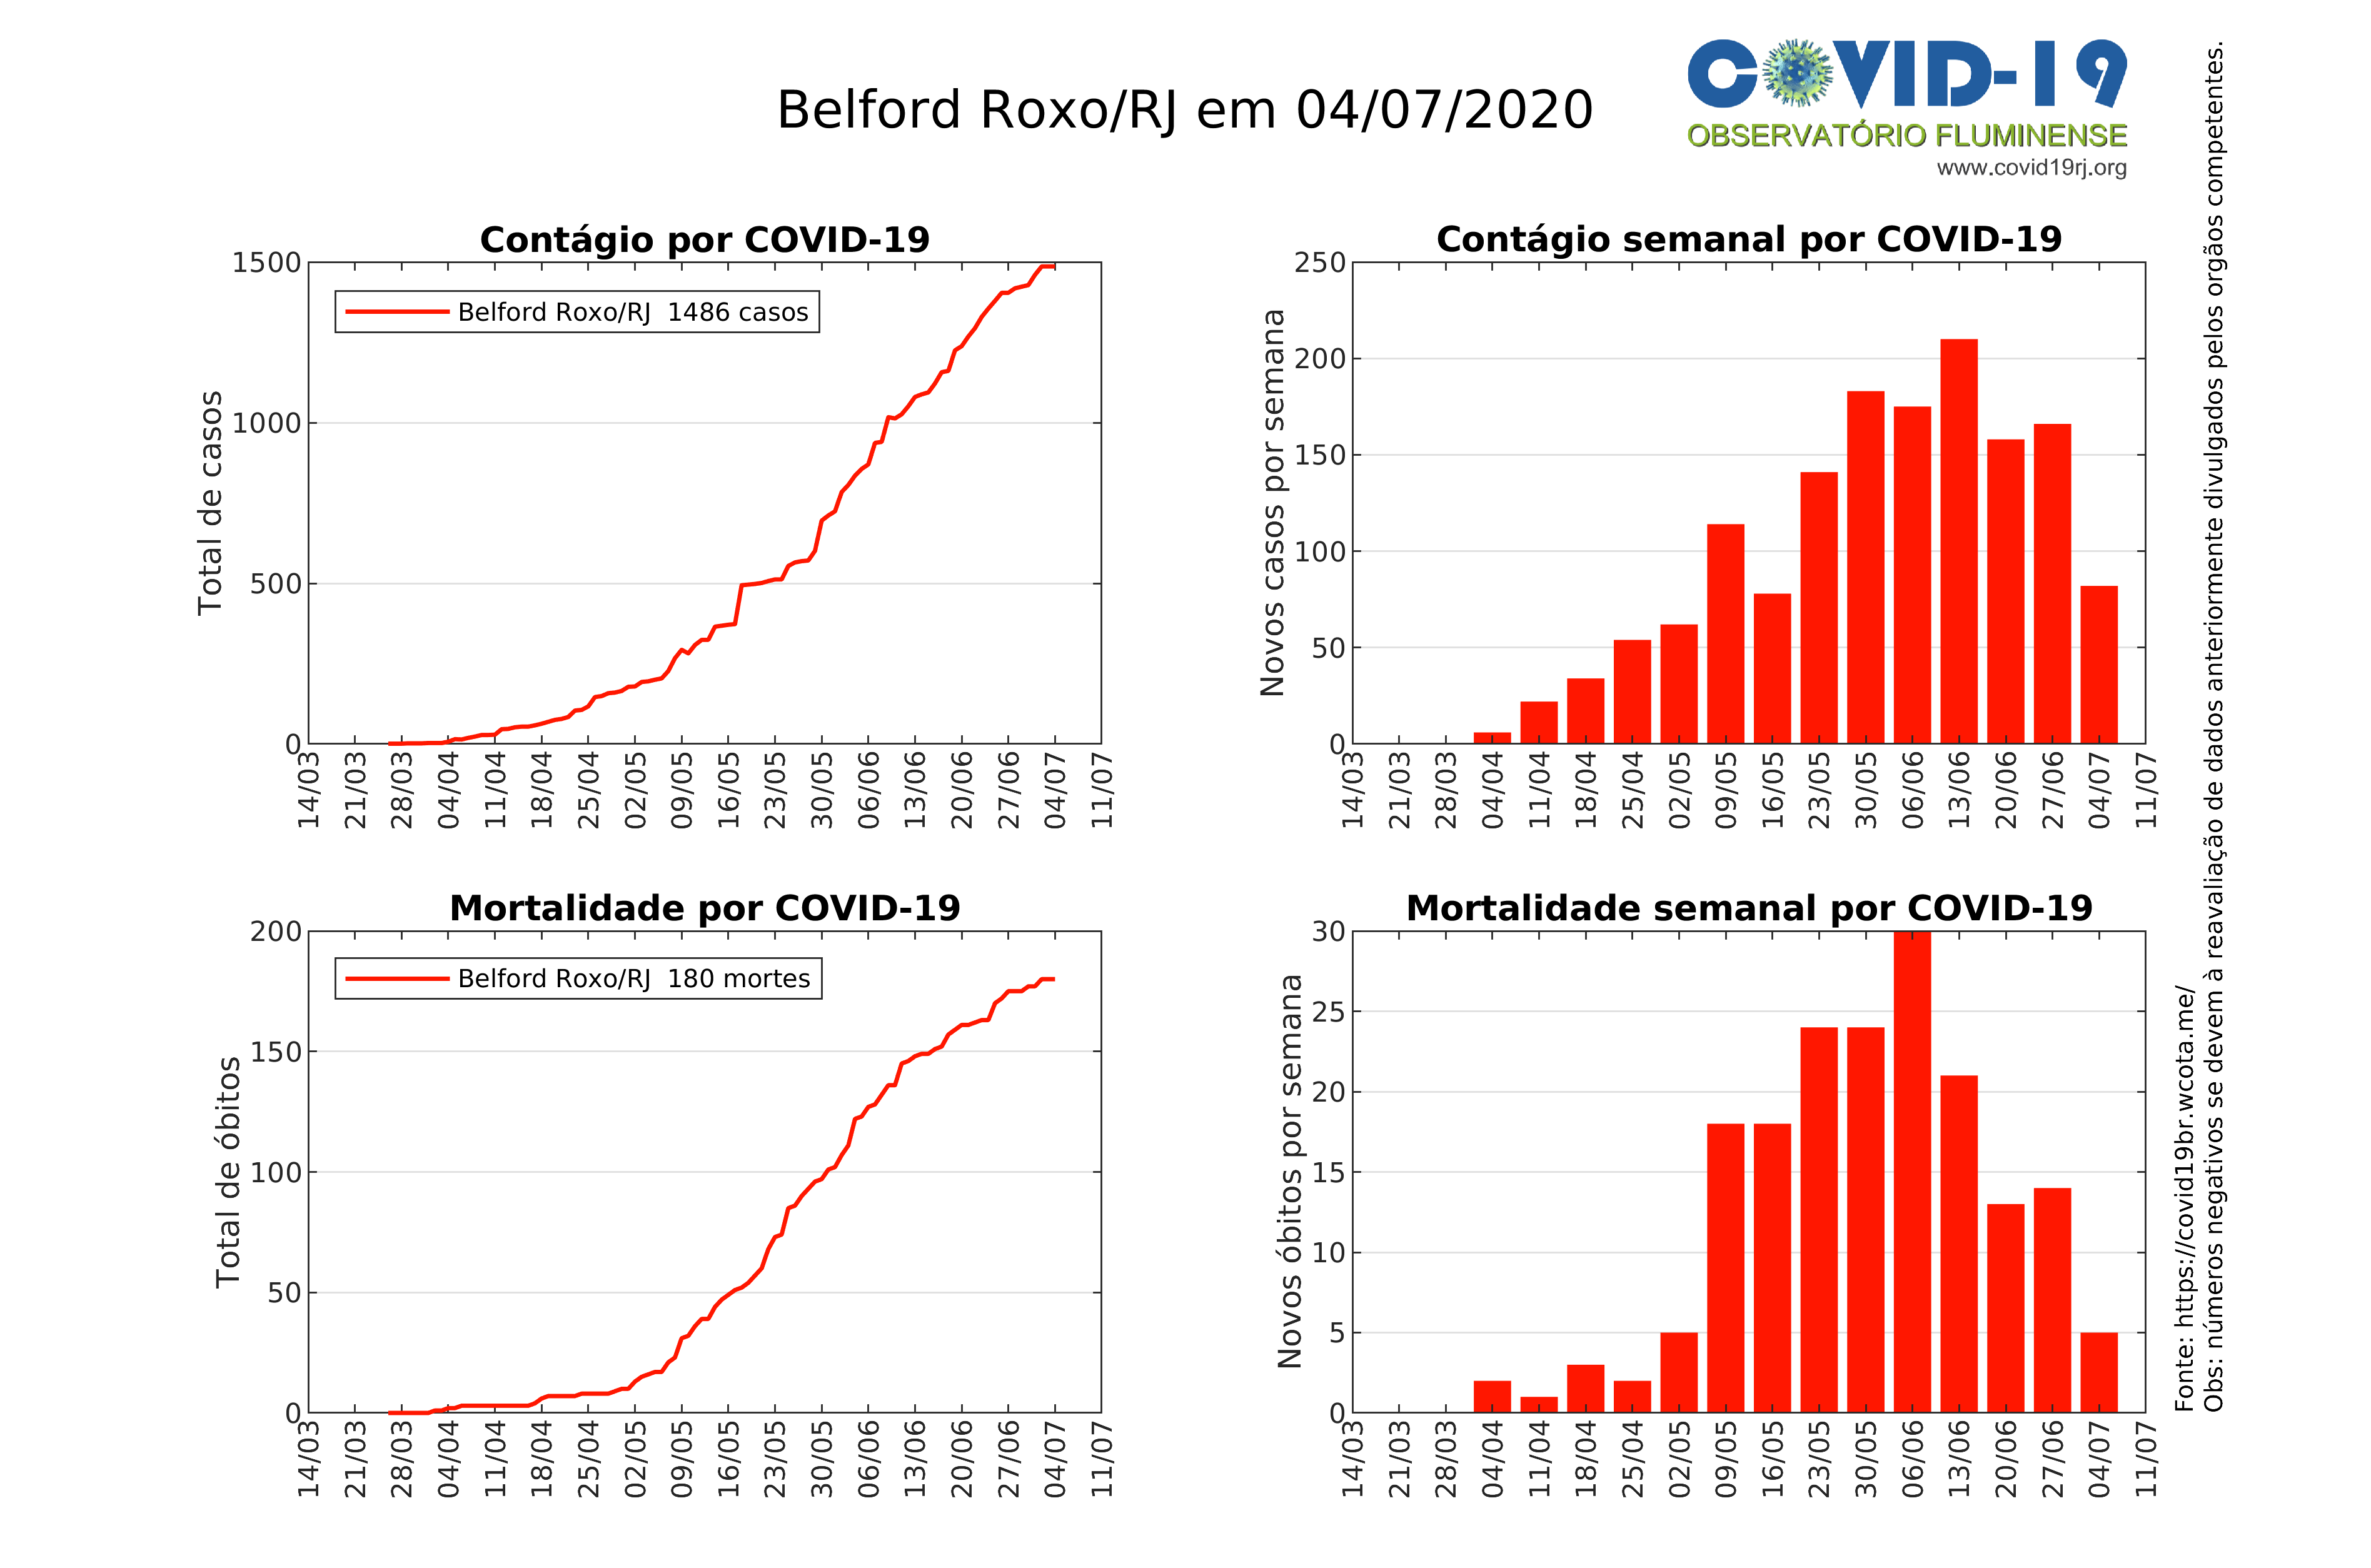 Belford Roxo/RJ em 04/07/2020
COVID-19
OBSERVATÓRIO FLUMINENSE
www.covid19rj.org
Contágio por COVID-19
Total de casos
1500
1000
500
0
Belford Roxo/RJ 1486 casos
14/03 21/03 28/03 04/04 11/04 18/04 25/04 02/05 09/05 16/05 23/05 30/05 06/06 13/06 20/06 27/06 04/07 11/07
Contágio semanal por COVID-19
Novos casos por semana
250
200
150
100
50
0
14/03 21/03 28/03 04/04 11/04 18/04 25/04 02/05 09/05 16/05 23/05 30/05 06/06 13/06 20/06 27/06 04/07 11/07
Mortalidade por COVID-19
Total de óbitos
200
150
100
50
0
Belford Roxo/RJ 180 mortes
14/03 21/03 28/03 04/04 11/04 18/04 25/04 02/05 09/05 16/05 23/05 30/05 06/06 13/06 20/06 27/06 04/07 11/07
Mortalidade semanal por COVID-19
Novos óbitos por semana
30
25
20
15
10
5
0
14/03 21/03 28/03 04/04 11/04 18/04 25/04 02/05 09/05 16/05 23/05 30/05 06/06 13/06 20/06 27/06 04/07 11/07
Fonte: https://covid19br.wcota.me/
Obs: números negativos se devem à reavaliação de dados anteriormente divulgados pelos orgãos competentes.